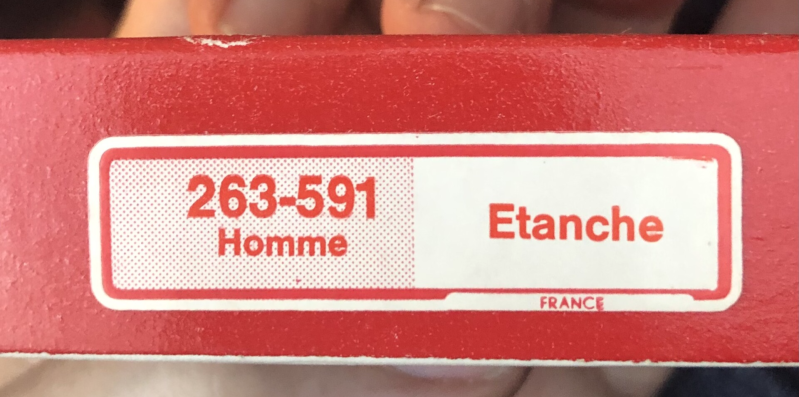 263-591
Homme
Etanche
FRANCE